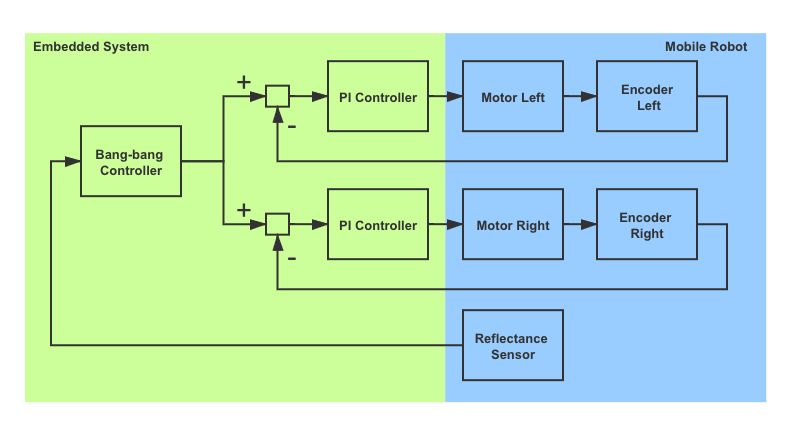 Embedded System
Mobile Robot
+
PI Controller
Motor Left
Encoder
Left
-
Bang-bang
Controller
+
PI Controller
Motor Right
Encoder
Right
-
Reflectance
Sensor